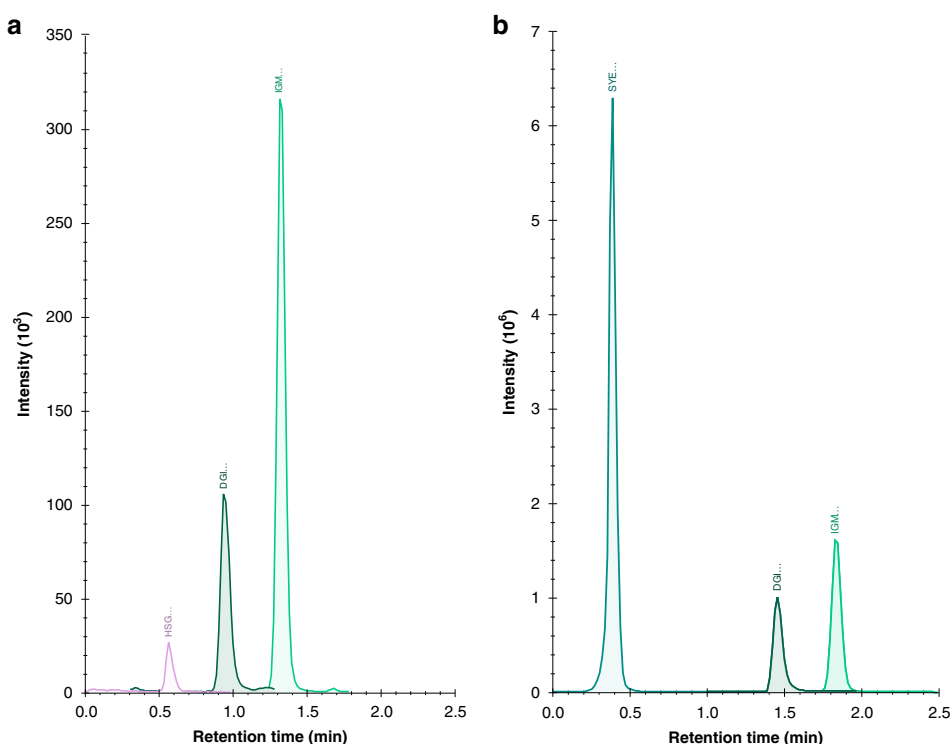 a
350
300
250
200
150
100
50
0
Intensity (10³)
HSG...
DGI...
IGM...
0.0 0.5 1.0 1.5 2.0 2.5
Retention time (min)
b
7
6
5
4
3
2
1
0
Intensity (10⁶)
SYE...
DGI...
IGM...
0.0 0.5 1.0 1.5 2.0 2.5
Retention time (min)